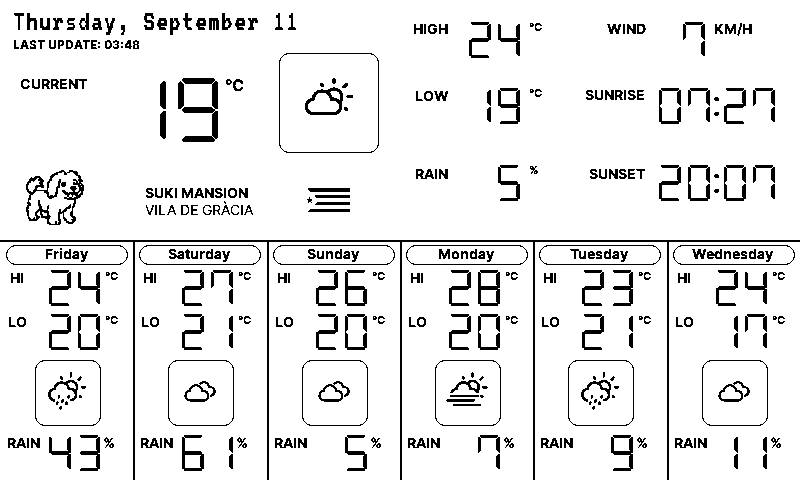 Thursday, September 11
LAST UPDATE: 03:48
CURRENT 19 °C
HIGH 24 °C
LOW 19 °C
RAIN 5 %
WIND 7 KM/H
SUNRISE 07:27
SUNSET 20:07
SUKI MANSION
VILA DE GRÀCIA
Friday
HI 24 °C
LO 20 °C
RAIN 43 %
Saturday
HI 27 °C
LO 21 °C
RAIN 61 %
Sunday
HI 26 °C
LO 20 °C
RAIN 5 %
Monday
HI 28 °C
LO 20 °C
RAIN 7 %
Tuesday
HI 23 °C
LO 21 °C
RAIN 9 %
Wednesday
HI 24 °C
LO 17 °C
RAIN 11 %